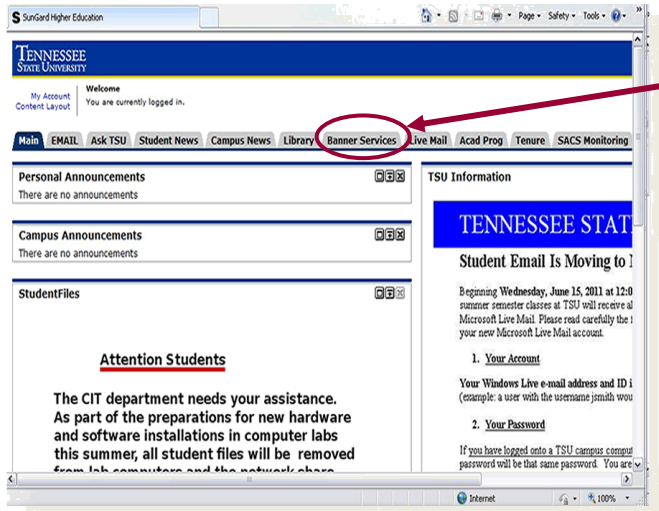 SunGard Higher Education
Page
Safety
Tools
»
TENNESSEE
STATE UNIVERSITY
My Account
Content Layout
Welcome
You are currently logged in.
Main EMAIL Ask TSU Student News Campus News Library Banner Services Live Mail Acad Prog Tenure SACS Monitoring
Personal Announcements
There are no announcements
Campus Announcements
There are no announcements
StudentFiles
Attention Students
The CIT department needs your assistance.
As part of the preparations for new hardware
and software installations in computer labs
this summer, all student files will be removed
from lab computers and the network share
TSU Information
TENNESSEE STAT
Student Email Is Moving to
Beginning Wednesday, June 15, 2011 at 12:0
summer semester classes at TSU will receive al
Microsoft Live Mail. Please read carefully the
your new Microsoft Live Mail account.
1. Your Account
Your Windows Live e-mail address and ID i
(example: a user with the username jsmith wou
2. Your Password
If you have logged onto a TSU campus comput
password will be that same password. You are
Internet
100%